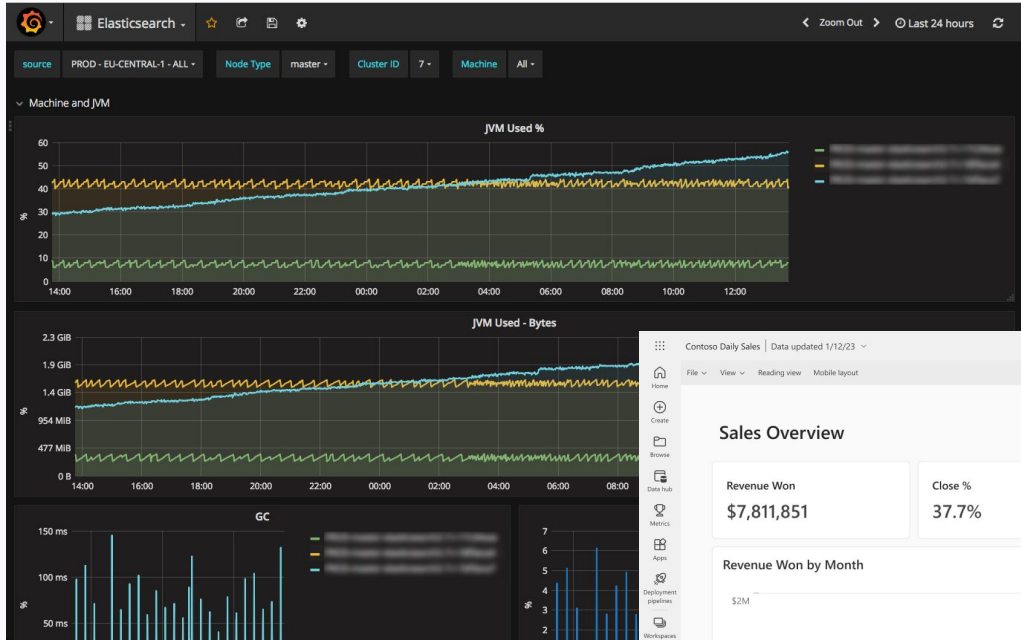 Elasticsearch
Zoom Out
Last 24 hours
source PROD - EU-CENTRAL-1 - ALL Node Type master Cluster ID 7 Machine All
Machine and JVM
JVM Used %
60
50
40
30
20
10
0
%
14:00 16:00 18:00 20:00 22:00 00:00 02:00 04:00 06:00 08:00 10:00 12:00
JVM Used - Bytes
2.3 GiB
1.9 GiB
1.4 GiB
954 MiB
477 MiB
0 B
%
14:00 16:00 18:00 20:00 22:00 00:00 02:00 04:00 06:00 08:00
GC
150 ms
100 ms
50 ms
%
7
6
5
4
3
2
%
Contoso Daily Sales | Data updated 1/12/23
File View Reading view Mobile layout
Home
Create
Browse
Data hub
Metrics
Apps
Deployment
pipelines
Workspaces
Sales Overview
Revenue Won
$7,811,851
Close %
37.7%
Revenue Won by Month
$2M